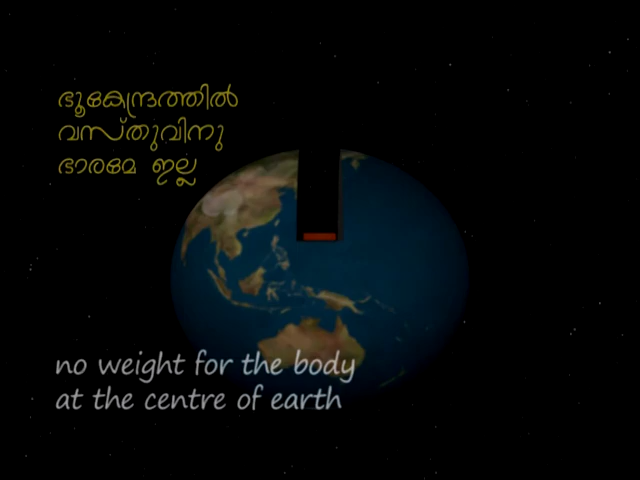 ഭൂകേന്ദ്രത്തിൽ
വസ്തുവിനു
ഭാരമേ ഇല്ല
no weight for the body
at the centre of earth